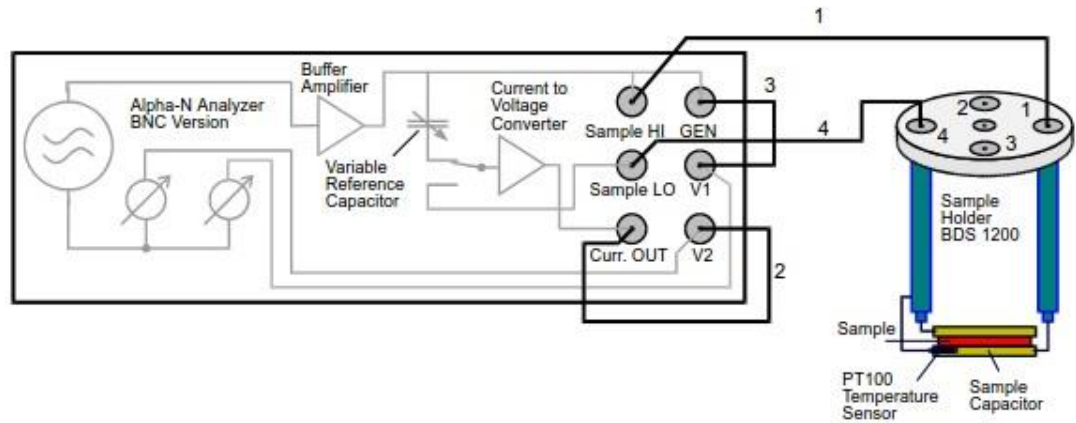 1
Buffer
Amplifier
Alpha-N Analyzer
BNC Version
Current to
Voltage
Converter
Variable
Reference
Capacitor
Sample HI
GEN
3
4
Sample LO
V1
Curr. OUT
V2
2
2
1
4
3
Sample
Holder
BDS 1200
Sample
PT100
Temperature
Sensor
Sample
Capacitor